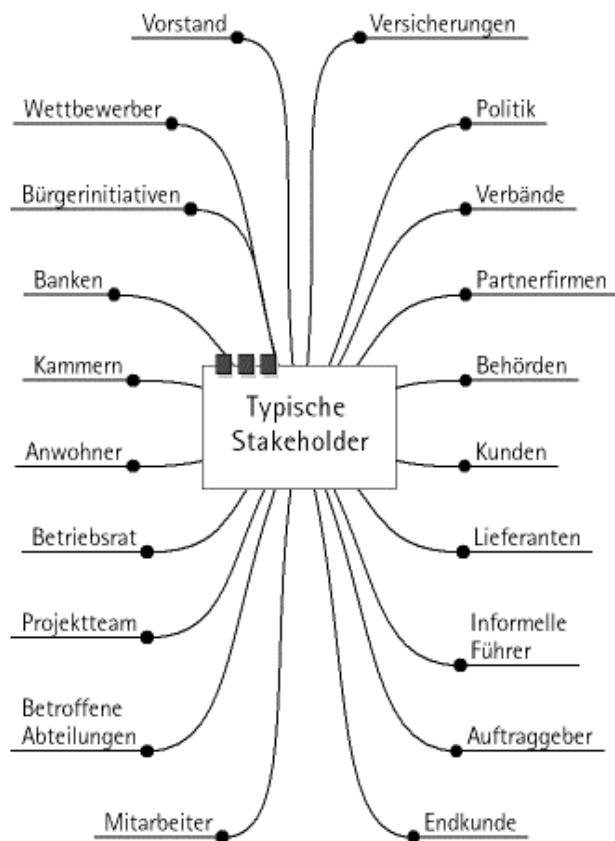 Vorstand
Versicherungen
Wettbewerber
Politik
Bürgerinitiativen
Verbände
Banken
Partnerfirmen
Kammern
Behörden
Typische
Stakeholder
Anwohner
Kunden
Betriebsrat
Lieferanten
Projektteam
Informelle
Führer
Betroffene
Abteilungen
Auftraggeber
Mitarbeiter
Endkunde